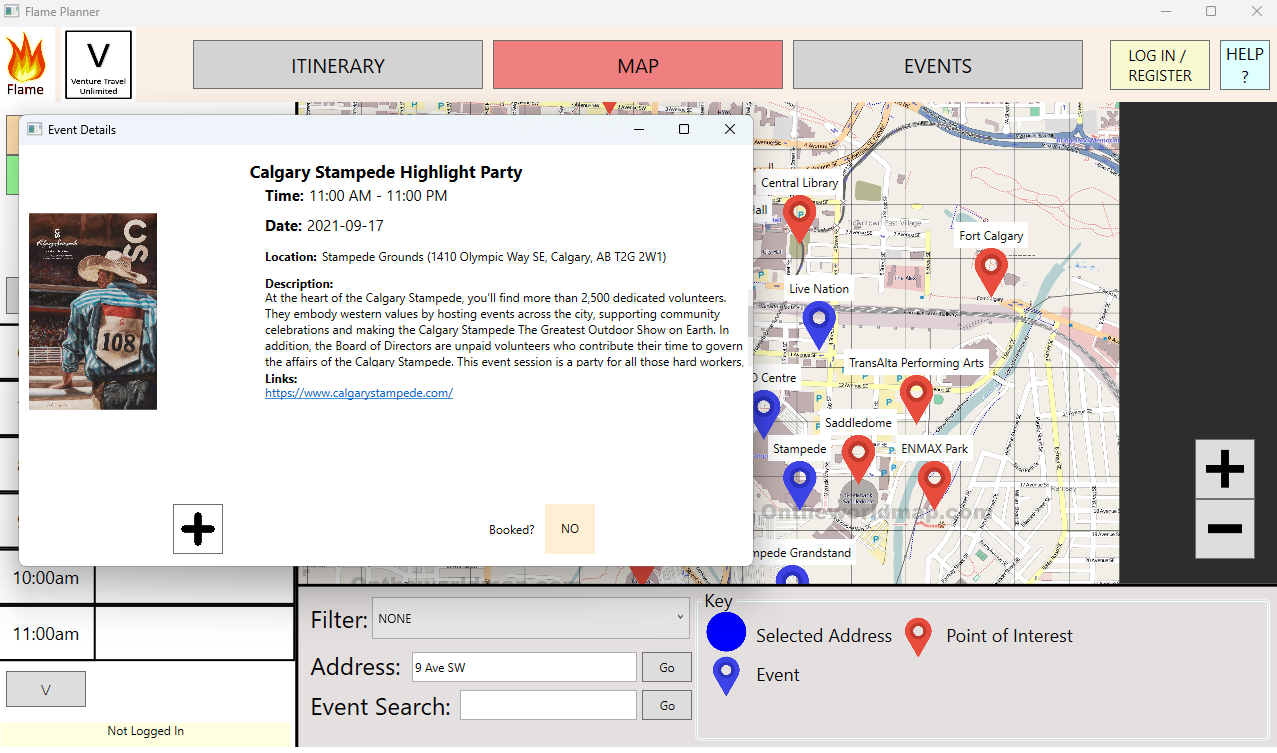 Flame Planner
Flame
V
Venture Travel
Unlimited
ITINERARY
MAP
EVENTS
LOG IN /
REGISTER
HELP
?
Event Details
Calgary Stampede Highlight Party
Time: 11:00 AM - 11:00 PM
Date: 2021-09-17
Location: Stampede Grounds (1410 Olympic Way SE, Calgary, AB T2G 2W1)
Description:
At the heart of the Calgary Stampede, you'll find more than 2,500 dedicated volunteers.
They embody western values by hosting events across the city, supporting community
celebrations and making the Calgary Stampede The Greatest Outdoor Show on Earth. In
addition, the Board of Directors are unpaid volunteers who contribute their time to govern
the affairs of the Calgary Stampede. This event session is a party for all those hard workers,
Links:
https://www.calgarystampede.com/
CS
108
Booked?
NO
Central Library
Fort Calgary
Live Nation
TransAlta Performing Arts
Centre
Saddledome
Stampede
ENMAX Park
Ramsay
Ontheworldmap.com
Grandstand
10:00am
11:00am
V
Not Logged In
Filter:
NONE
Address:
9 Ave SW
Go
Event Search:
Go
Key
Selected Address
Point of Interest
Event